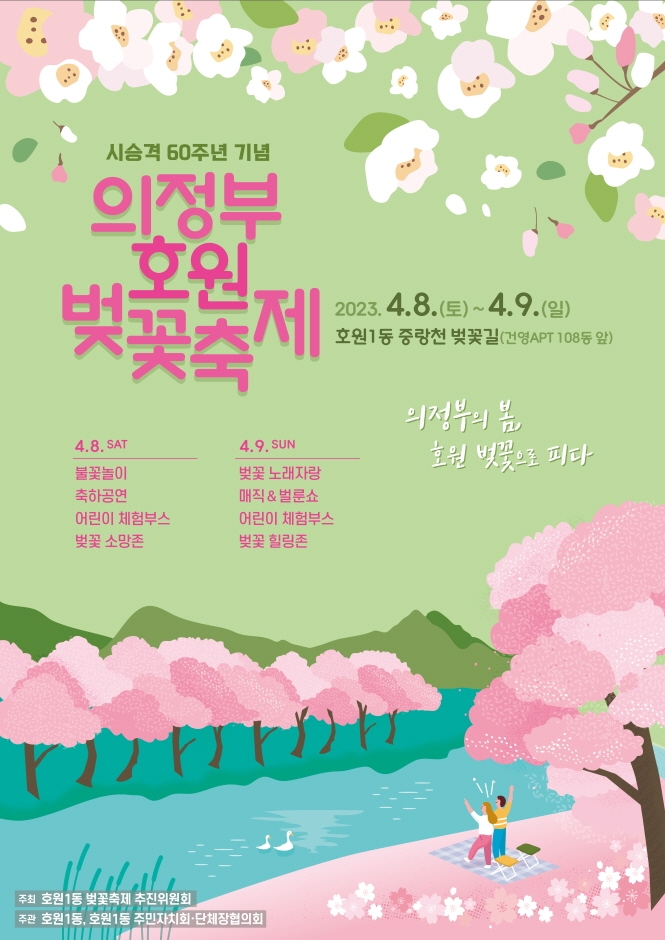 시승격 60주년 기념
의정부
호원
벚꽃축제
2023. 4.8.(토) ~ 4.9.(일)
호원1동 중랑천 벚꽃길(건영APT 108동 앞)
의정부의 봄,
호원 벚꽃으로 피다
4.8. SAT
불꽃놀이
축하공연
어린이 체험부스
벚꽃 소망존
4.9. SUN
벚꽃 노래자랑
매직 & 벌룬쇼
어린이 체험부스
벚꽃 힐링존
주최 호원1동 벚꽃축제 추진위원회
주관 호원1동, 호원1동 주민자치회·단체장협의회